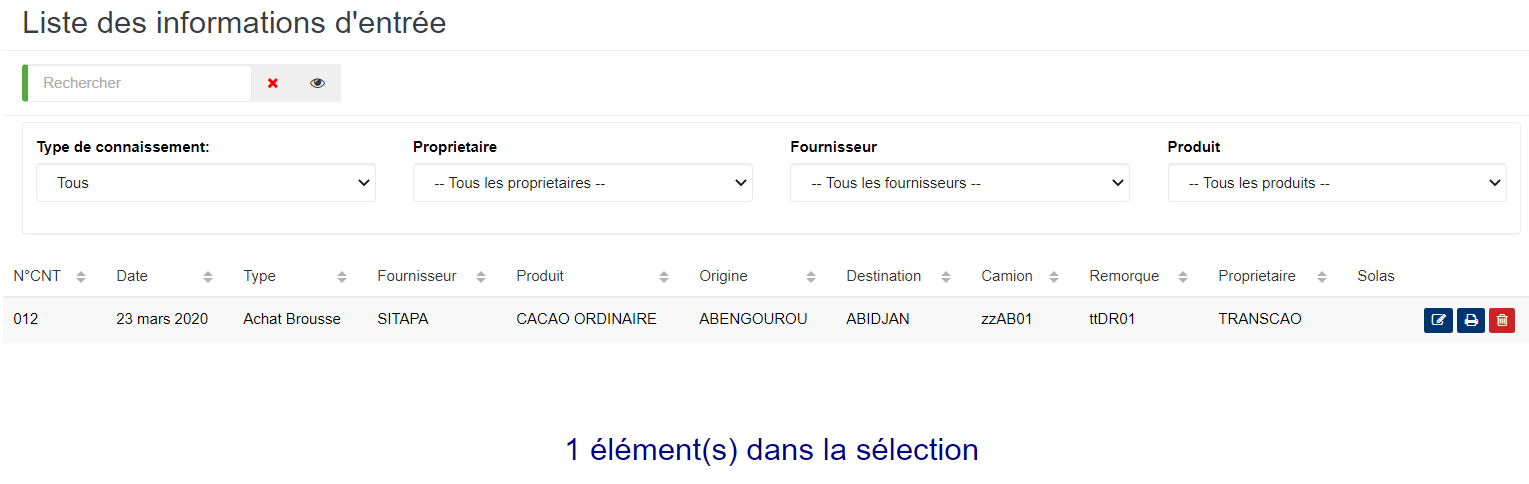 Liste des informations d'entrée
Rechercher
Type de connaissement: Proprietaire Fournisseur Produit
Tous -- Tous les proprietaires -- -- Tous les fournisseurs -- -- Tous les produits --
N°CNT Date Type Fournisseur Produit Origine Destination Camion Remorque Proprietaire Solas
012 23 mars 2020 Achat Brousse SITAPA CACAO ORDINAIRE ABENGOUROU ABIDJAN zzAB01 ttDR01 TRANSCAO
1 élément(s) dans la sélection